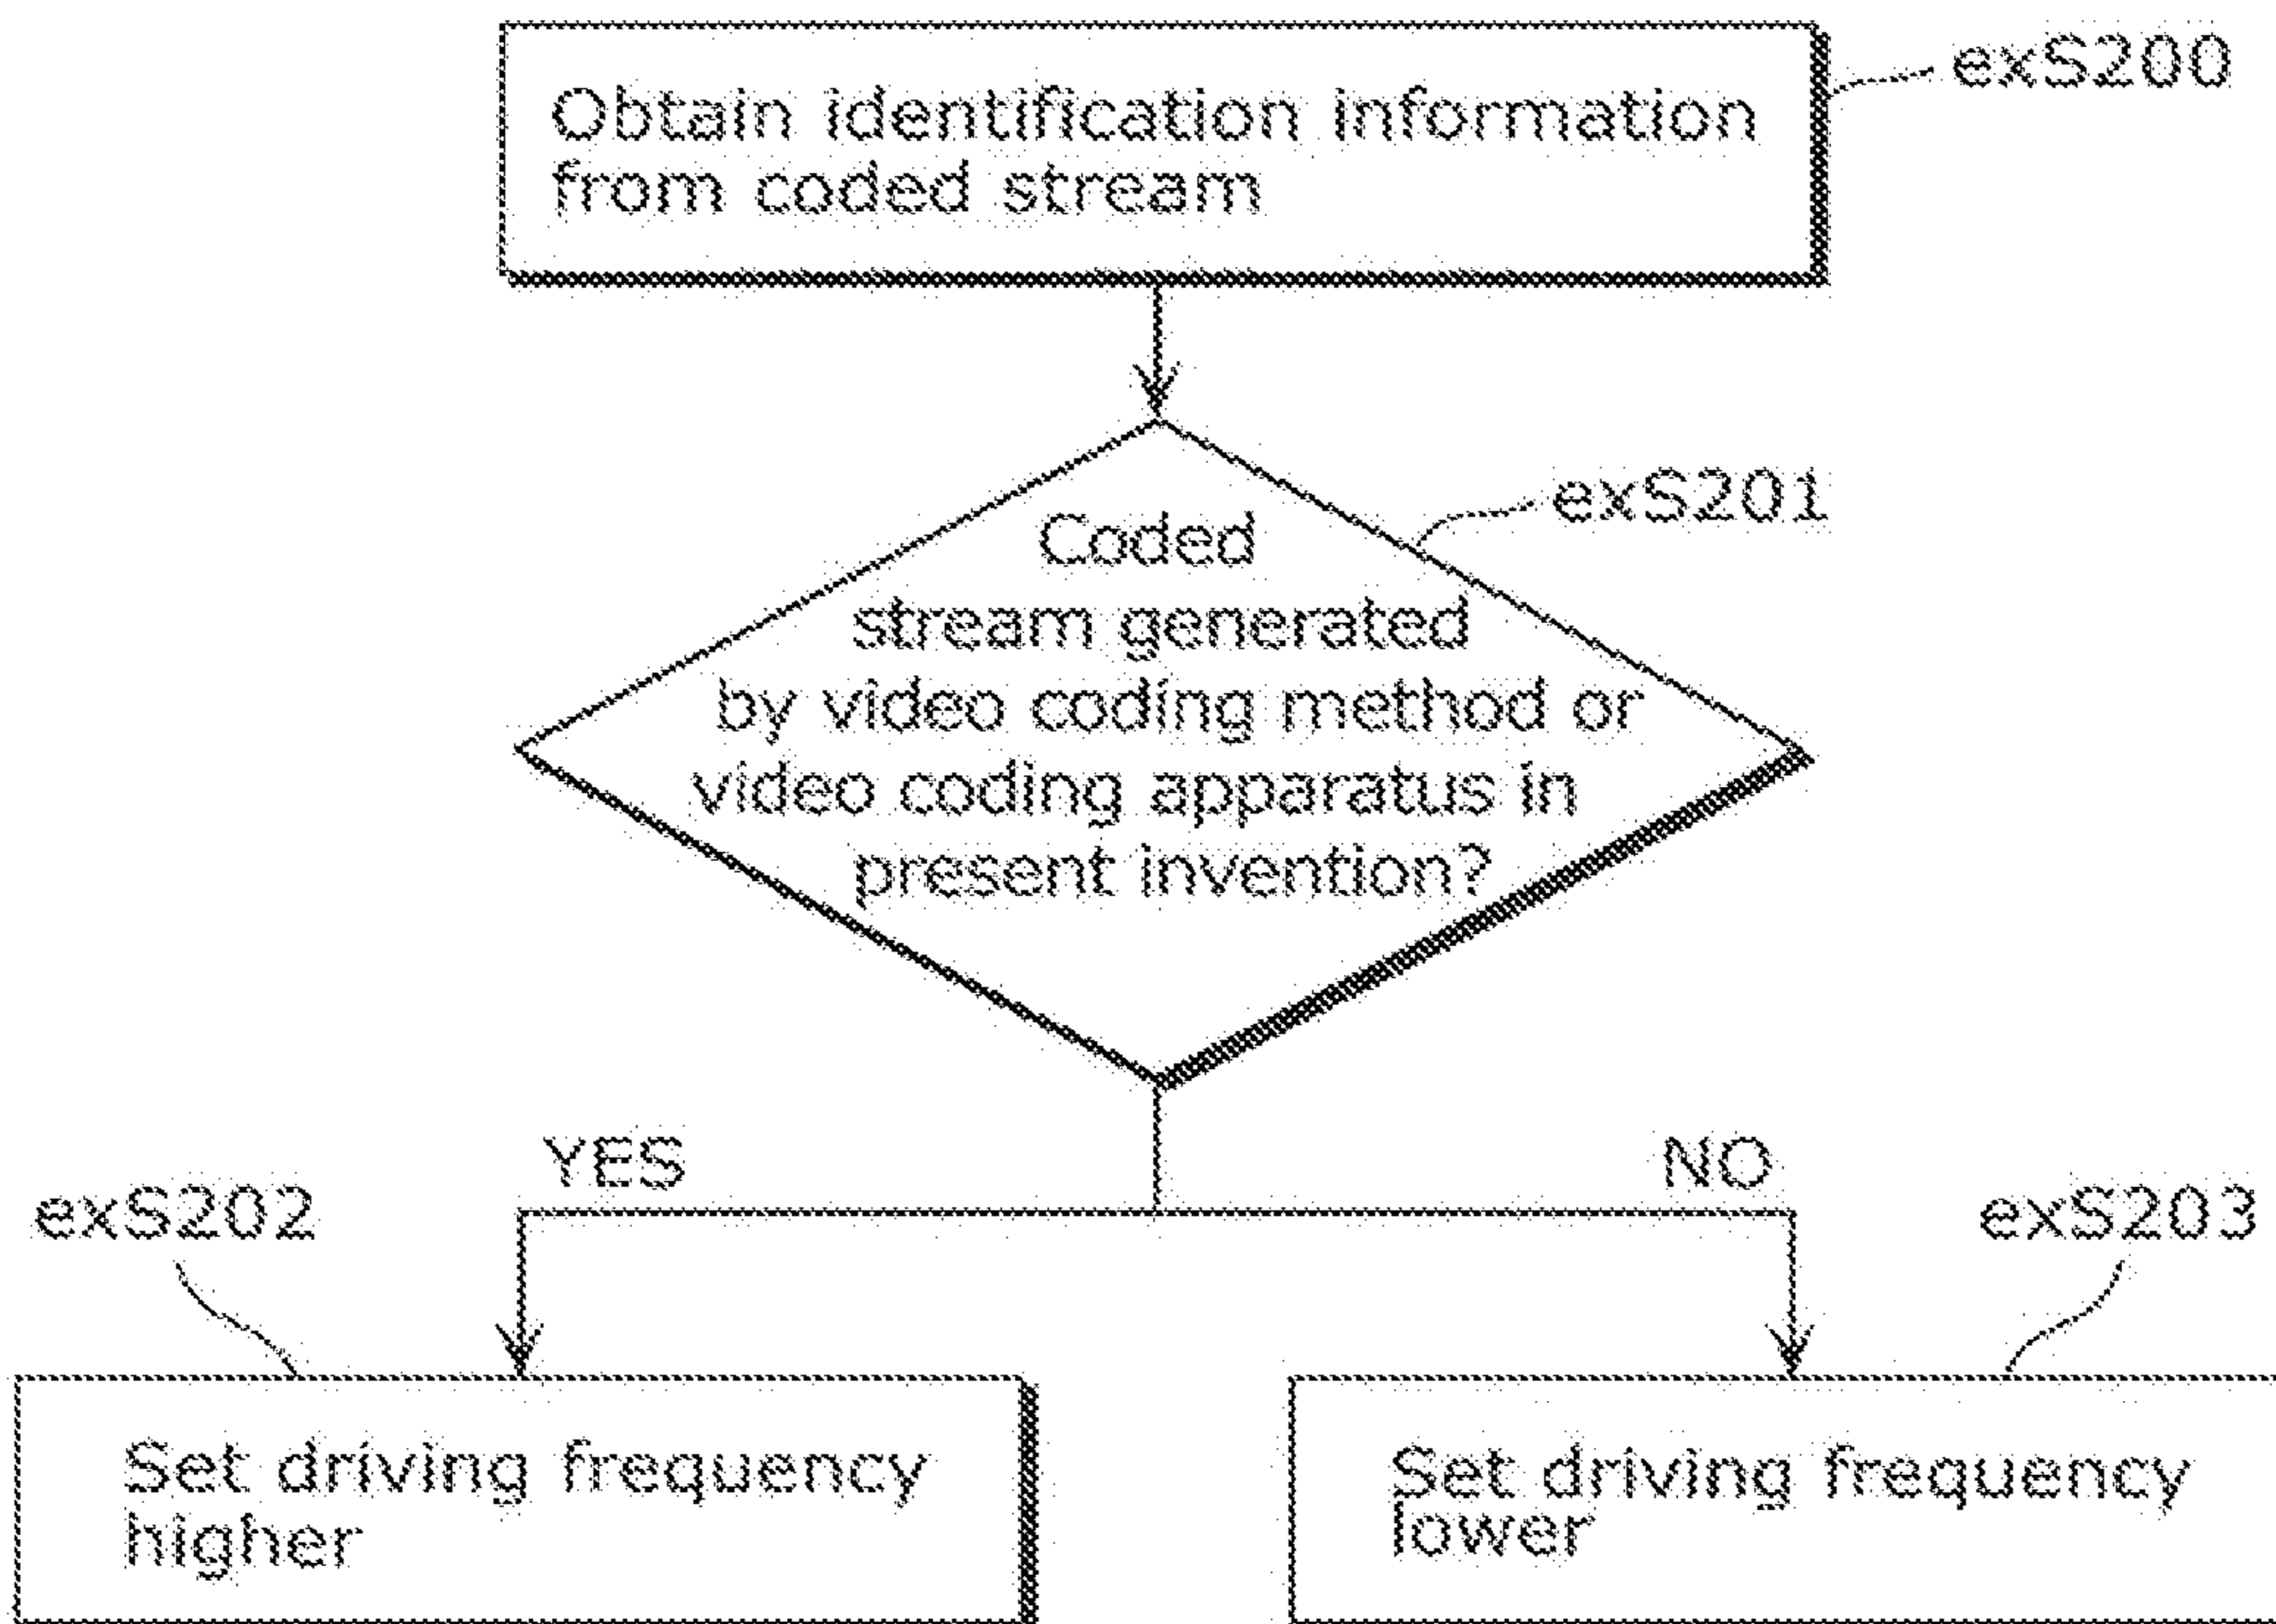 exS200
Obtain identification information
from coded stream
exS201
Coded
stream generated
by video coding method or
video coding apparatus in
present invention?
YES
NO
exS202
exS203
Set driving frequency
higher
Set driving frequency
lower